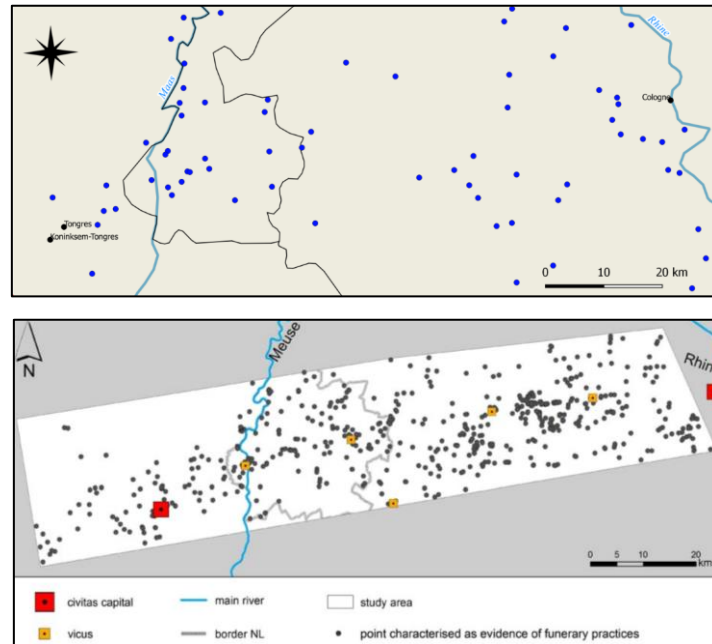 Maas
Rhine
Cologne
Tongres
Koninksem-Tongres
0 10 20 km
Meuse
Rhin
N
0 5 10 20
km
civitas capital
main river
study area
vicus
border NL
point characterised as evidence of funerary practices